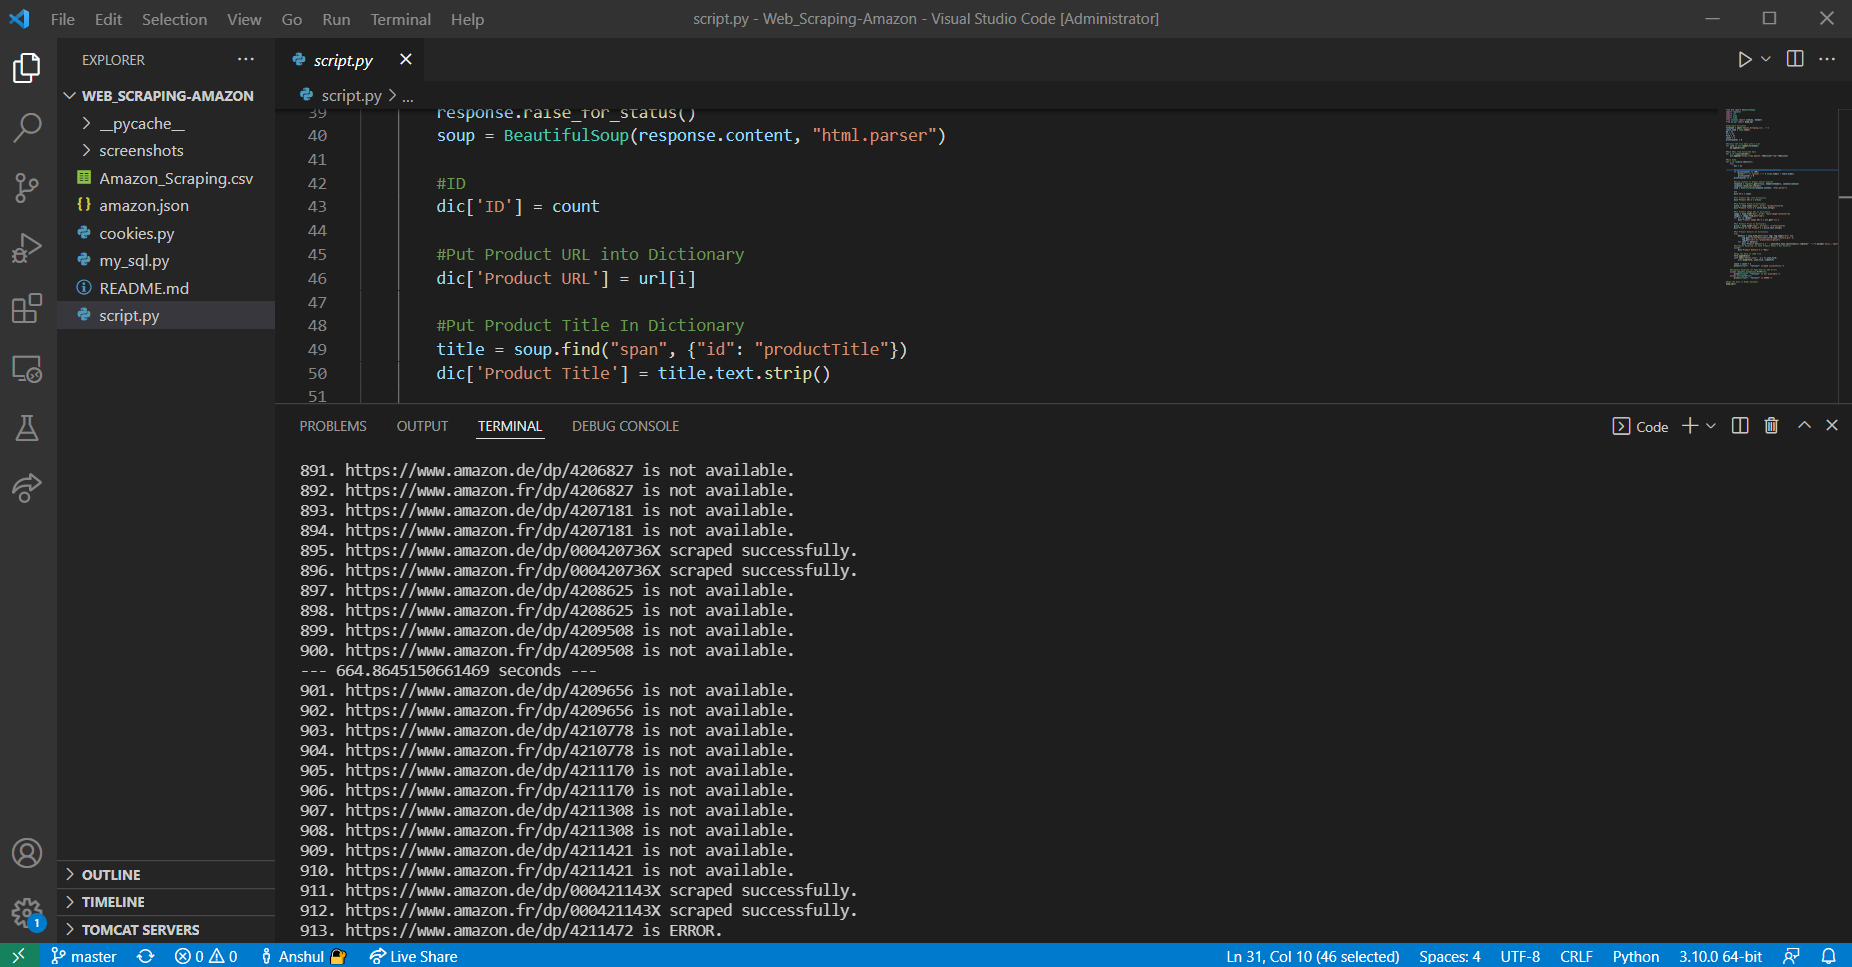 File Edit Selection View Go Run Terminal Help
script.py - Web_Scraping-Amazon - Visual Studio Code [Administrator]
EXPLORER
WEB_SCRAPING-AMAZON
__pycache__
screenshots
Amazon_Scraping.csv
amazon.json
cookies.py
my_sql.py
README.md
script.py
OUTLINE
TIMELINE
TOMCAT SERVERS
script.py
script.py > ...
39 response.raise_for_status()
40 soup = BeautifulSoup(response.content, "html.parser")
41
42 #ID
43 dic['ID'] = count
44
45 #Put Product URL into Dictionary
46 dic['Product URL'] = url[i]
47
48 #Put Product Title In Dictionary
49 title = soup.find("span", {"id": "productTitle"})
50 dic['Product Title'] = title.text.strip()
51
PROBLEMS OUTPUT TERMINAL DEBUG CONSOLE
Code
891. https://www.amazon.de/dp/4206827 is not available.
892. https://www.amazon.fr/dp/4206827 is not available.
893. https://www.amazon.de/dp/4207181 is not available.
894. https://www.amazon.fr/dp/4207181 is not available.
895. https://www.amazon.de/dp/000420736X scraped successfully.
896. https://www.amazon.fr/dp/000420736X scraped successfully.
897. https://www.amazon.de/dp/4208625 is not available.
898. https://www.amazon.fr/dp/4208625 is not available.
899. https://www.amazon.de/dp/4209508 is not available.
900. https://www.amazon.fr/dp/4209508 is not available.
--- 664.8645150661469 seconds ---
901. https://www.amazon.de/dp/4209656 is not available.
902. https://www.amazon.fr/dp/4209656 is not available.
903. https://www.amazon.de/dp/4210778 is not available.
904. https://www.amazon.fr/dp/4210778 is not available.
905. https://www.amazon.de/dp/4211170 is not available.
906. https://www.amazon.fr/dp/4211170 is not available.
907. https://www.amazon.de/dp/4211308 is not available.
908. https://www.amazon.fr/dp/4211308 is not available.
909. https://www.amazon.de/dp/4211421 is not available.
910. https://www.amazon.fr/dp/4211421 is not available.
911. https://www.amazon.de/dp/000421143X scraped successfully.
912. https://www.amazon.fr/dp/000421143X scraped successfully.
913. https://www.amazon.de/dp/4211472 is ERROR.
1
master 0 0 Anshul Live Share
Ln 31, Col 10 (46 selected) Spaces: 4 UTF-8 CRLF Python 3.10.0 64-bit